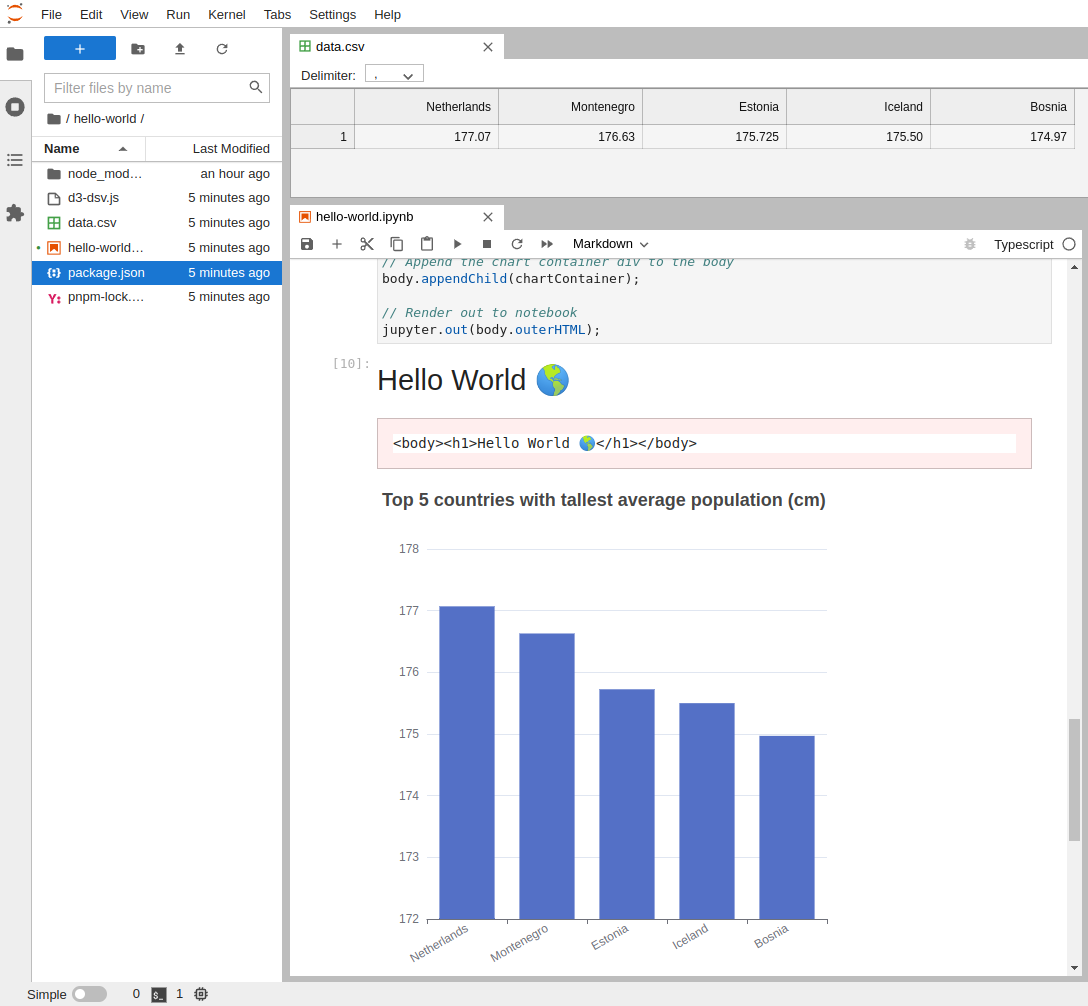 File Edit View Run Kernel Tabs Settings Help
Filter files by name
/ hello-world /
Name Last Modified
node_mod… an hour ago
d3-dsv.js 5 minutes ago
data.csv 5 minutes ago
hello-world… 5 minutes ago
package.json 5 minutes ago
pnpm-lock.… 5 minutes ago
data.csv
Delimiter: ,
Netherlands Montenegro Estonia Iceland Bosnia
1 177.07 176.63 175.725 175.50 174.97
hello-world.ipynb
Markdown Typescript
// Append the chart container div to the body
body.appendChild(chartContainer);
// Render out to notebook
jupyter.out(body.outerHTML);
[10]:
Hello World 🌎
<body><h1>Hello World 🌎</h1></body>
Top 5 countries with tallest average population (cm)
178
177
176
175
174
173
172
Netherlands Montenegro Estonia Iceland Bosnia
Simple 0 $_ 1